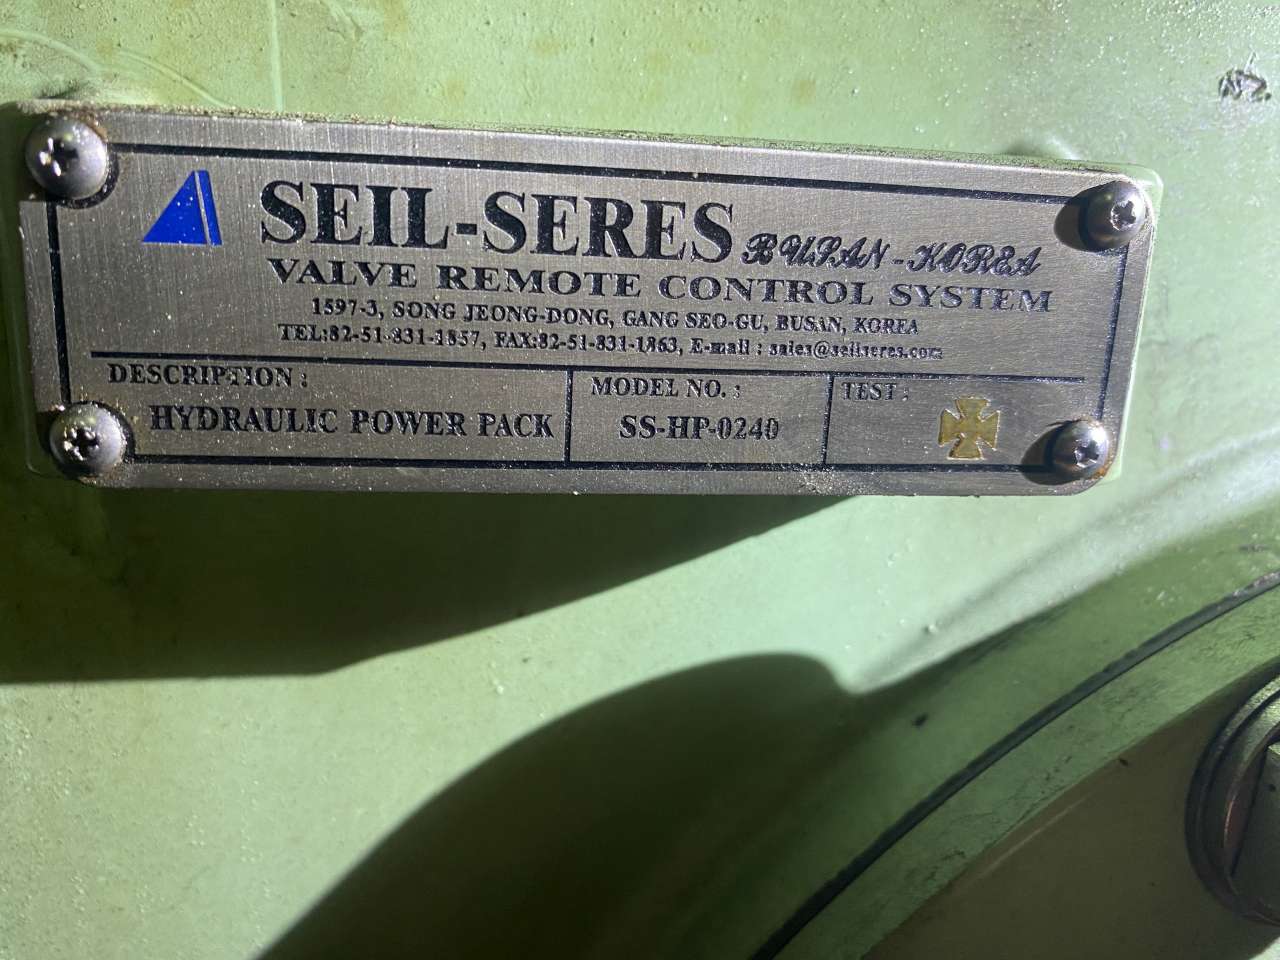 SEIL-SERES BUSAN-KOREA
VALVE REMOTE CONTROL SYSTEM
1597-3, SONG JEONG-DONG, GANG SEO-GU, BUSAN, KOREA
TEL:82-51-831-1857, FAX:82-51-831-1863, E-mail : sales@seilseres.com
DESCRIPTION :
HYDRAULIC POWER PACK
MODEL NO. :
SS-HP-0240
TEST :